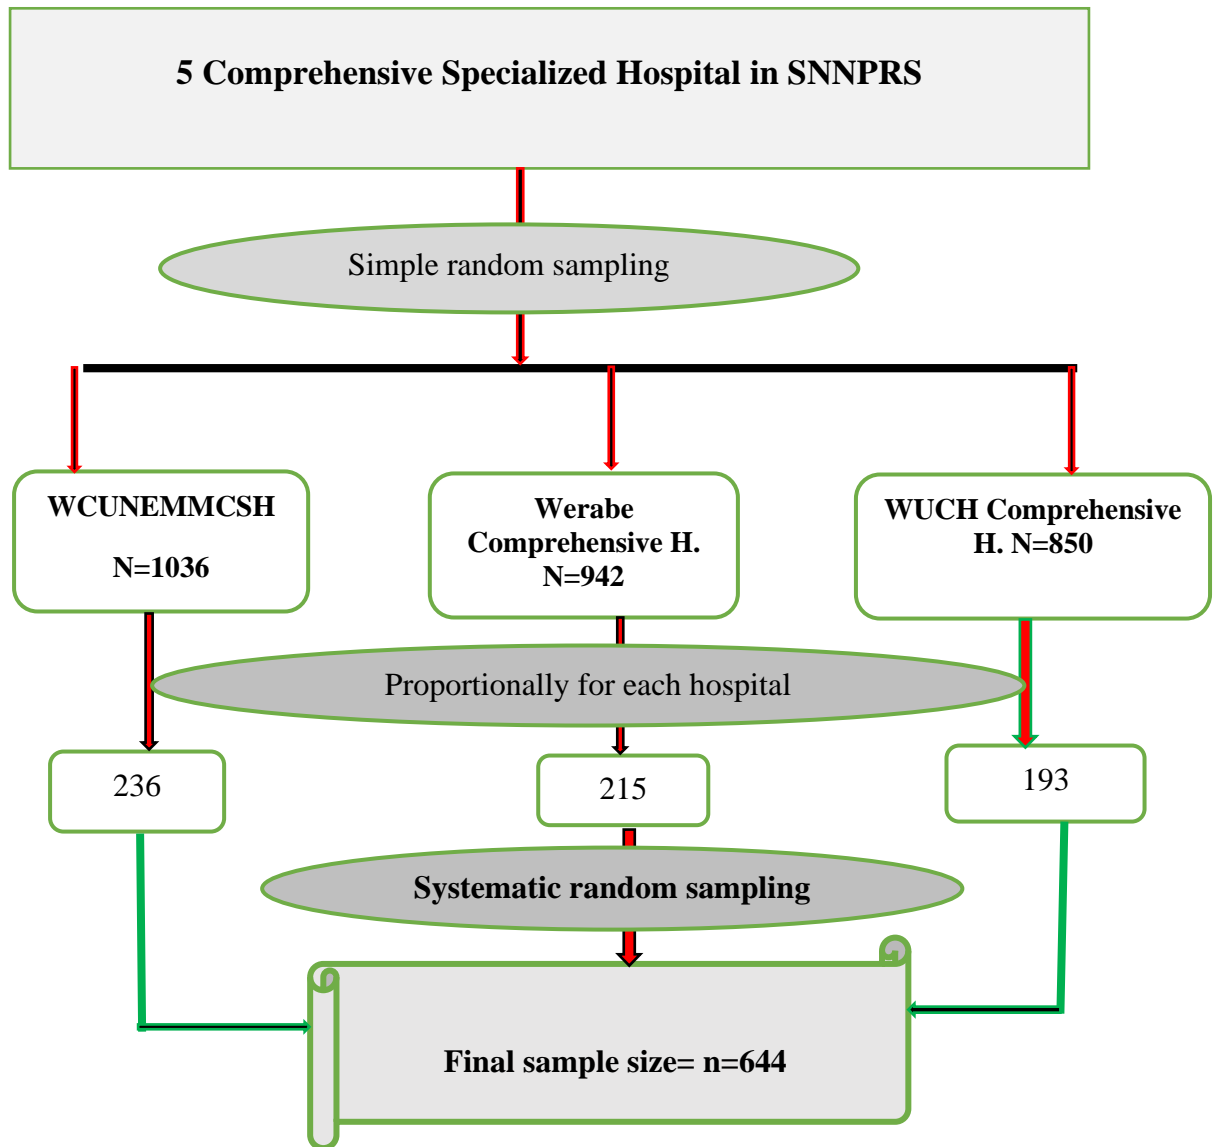 5 Comprehensive Specialized Hospital in SNNPRS
Simple random sampling
WCUNEMMCSH
N=1036
Werabe
Comprehensive H.
N=942
WUCH Comprehensive
H. N=850
Proportionally for each hospital
236
215
193
Systematic random sampling
Final sample size= n=644